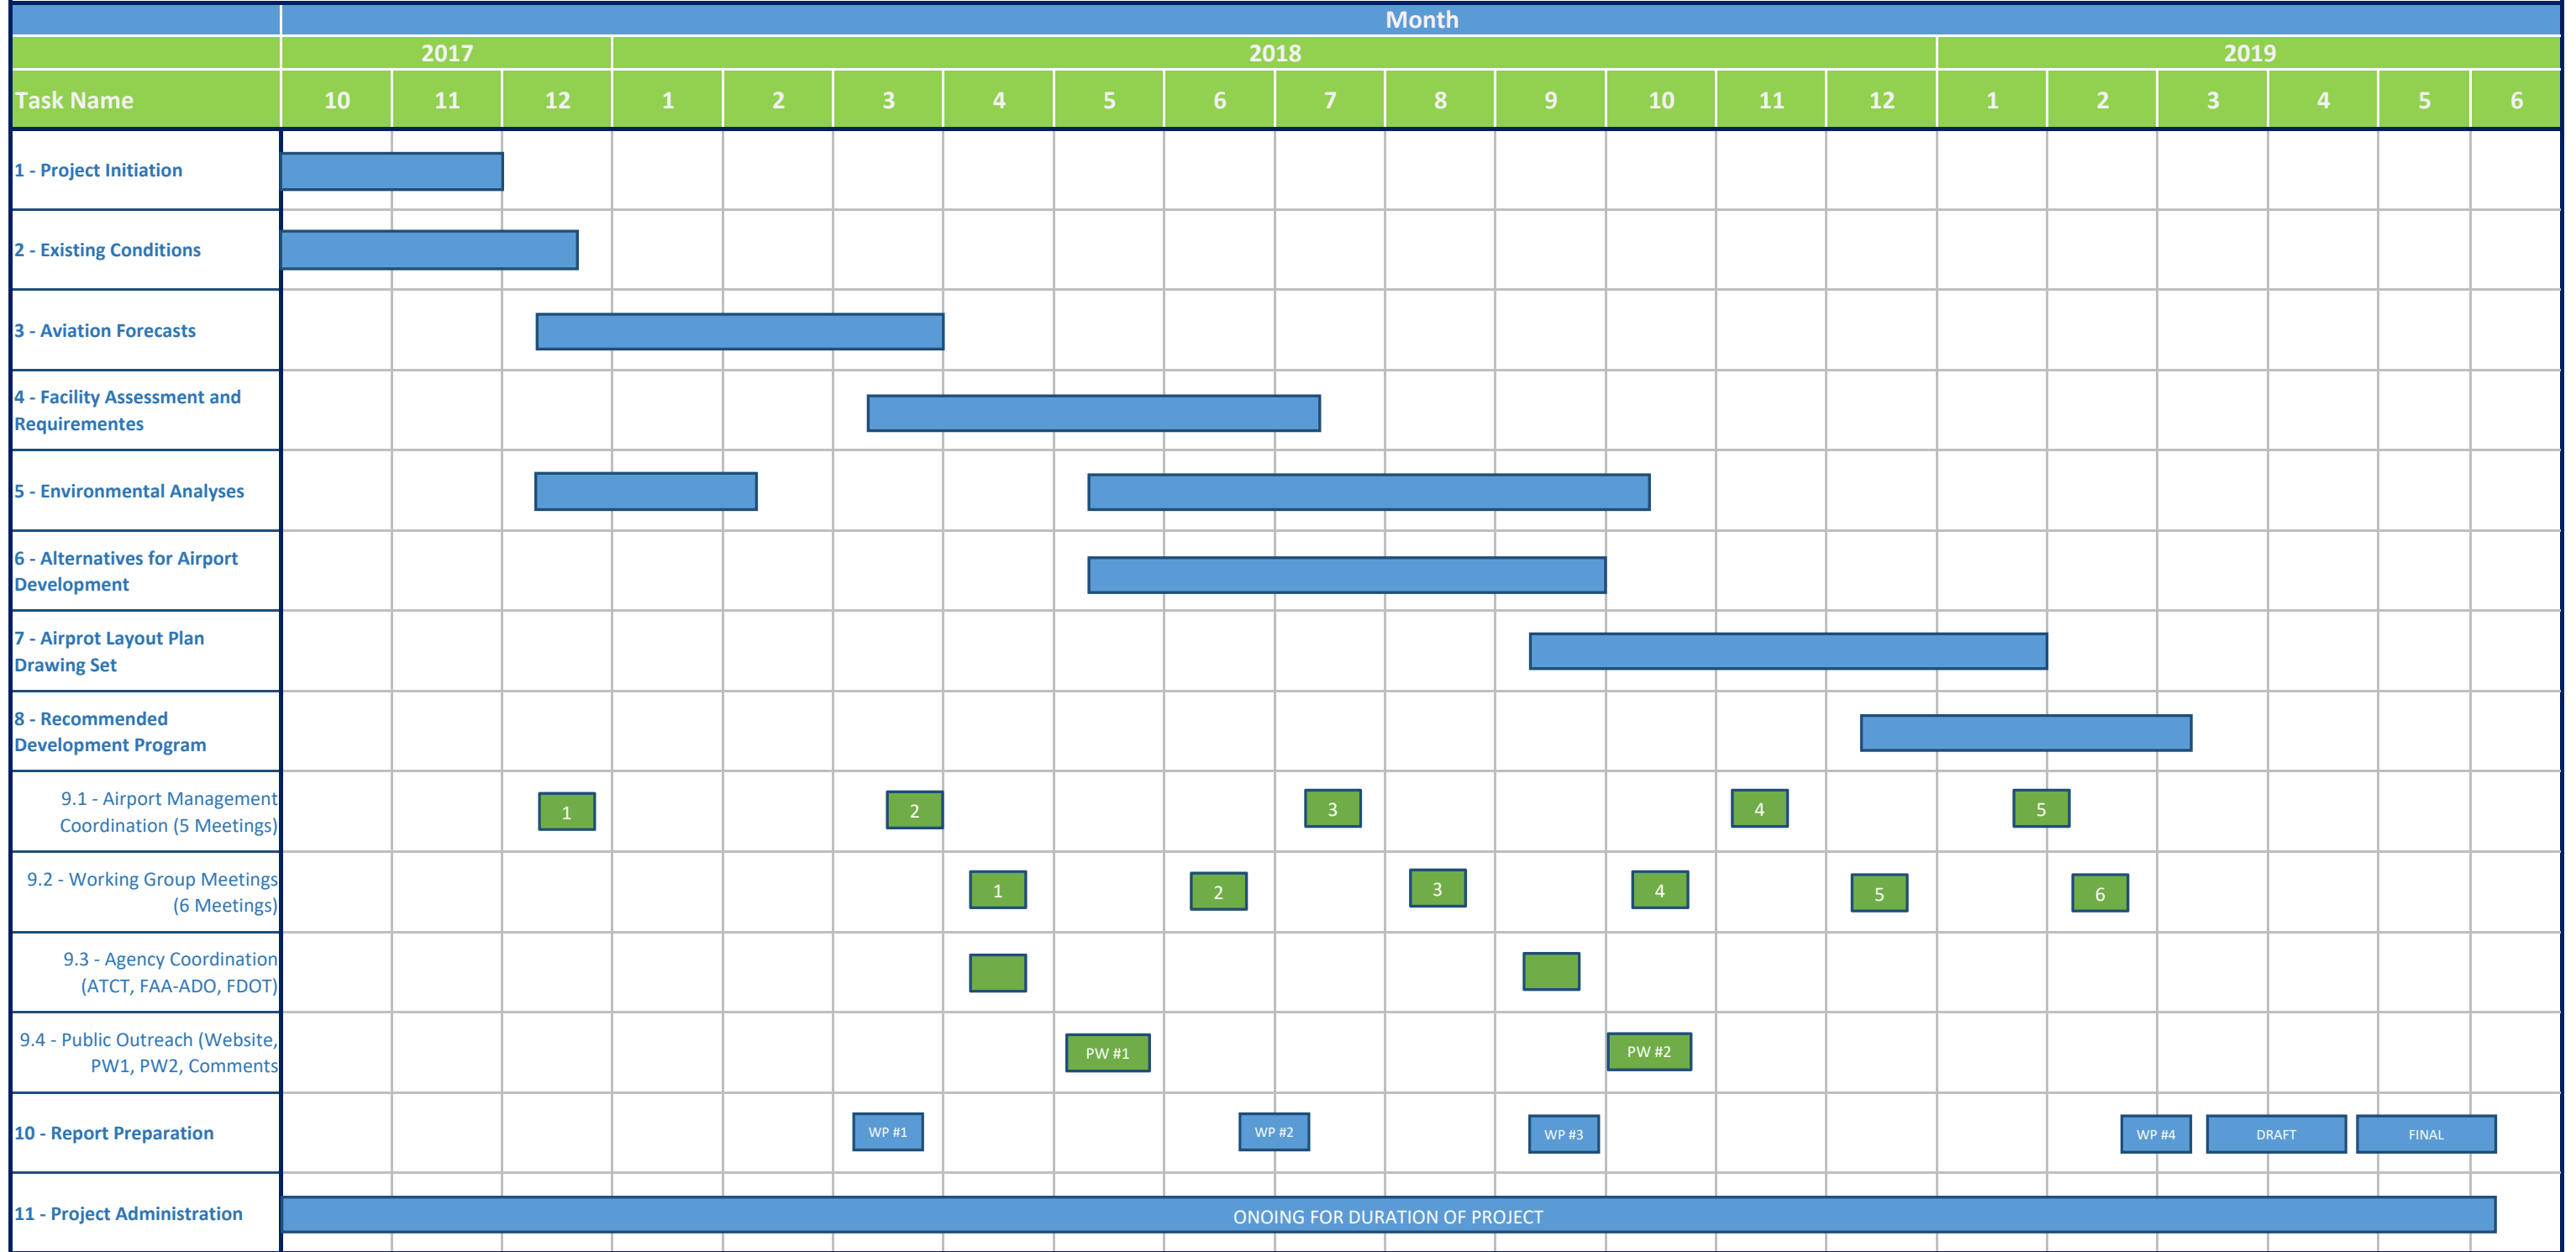 Month
2017 2018 2019
Task Name 10 11 12 1 2 3 4 5 6 7 8 9 10 11 12 1 2 3 4 5 6
1 - Project Initiation
2 - Existing Conditions
3 - Aviation Forecasts
4 - Facility Assessment and
Requirementes
5 - Environmental Analyses
6 - Alternatives for Airport
Development
7 - Airprot Layout Plan
Drawing Set
8 - Recommended
Development Program
9.1 - Airport Management
Coordination (5 Meetings)
1 2 3 4 5
9.2 - Working Group Meetings
(6 Meetings)
1 2 3 4 5 6
9.3 - Agency Coordination
(ATCT, FAA-ADO, FDOT)
9.4 - Public Outreach (Website,
PW1, PW2, Comments
PW #1 PW #2
10 - Report Preparation WP #1 WP #2 WP #3 WP #4 DRAFT FINAL
11 - Project Administration ONOING FOR DURATION OF PROJECT